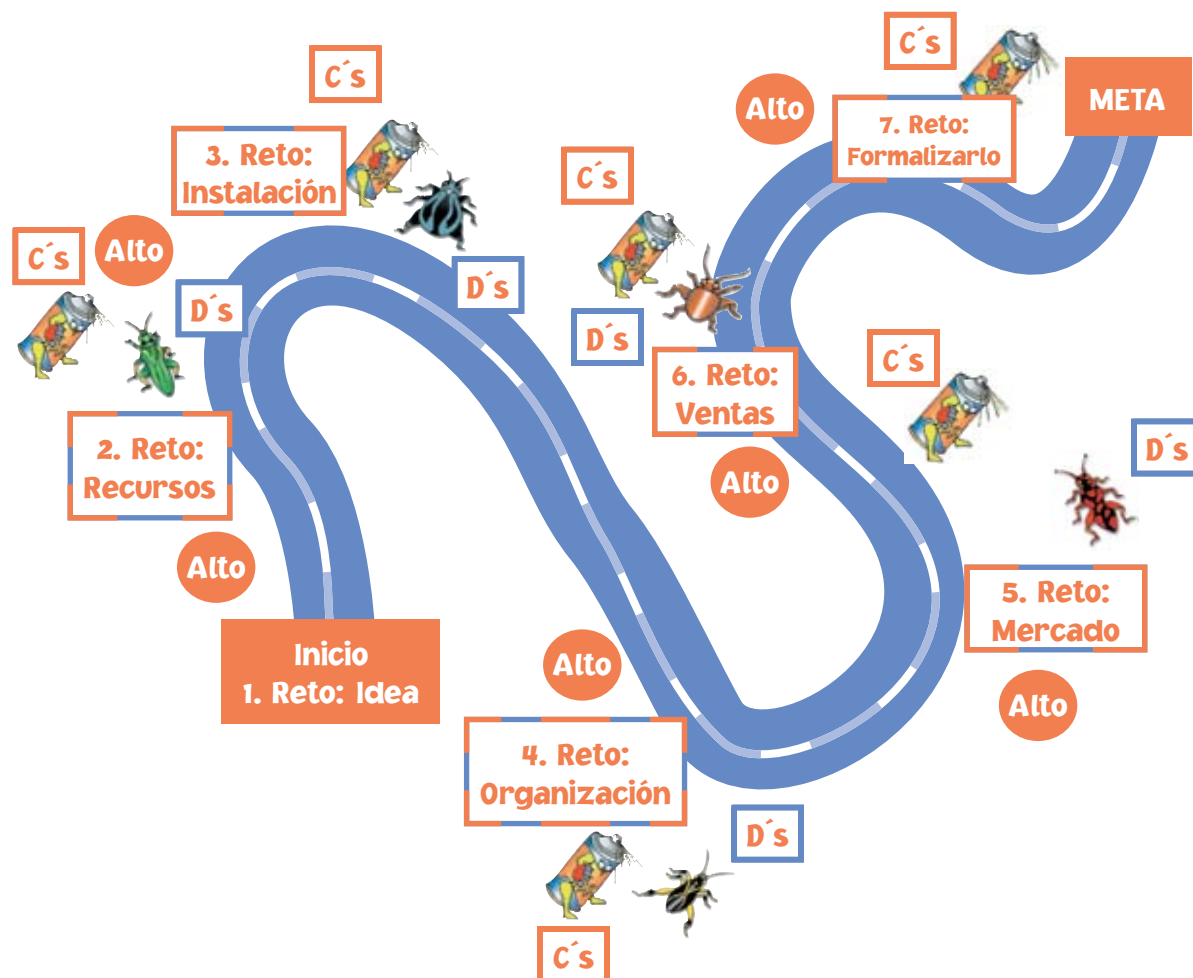 C´s
META
Alto
7. Reto:
Formalizarlo
C´s
3. Reto:
Instalación
C´s
C´s
Alto
D´s
D´s
D´s
6. Reto:
Ventas
C´s
D´s
2. Reto:
Recursos
Alto
Alto
5. Reto:
Mercado
Inicio
1. Reto: Idea
Alto
Alto
4. Reto:
Organización
D´s
C´s